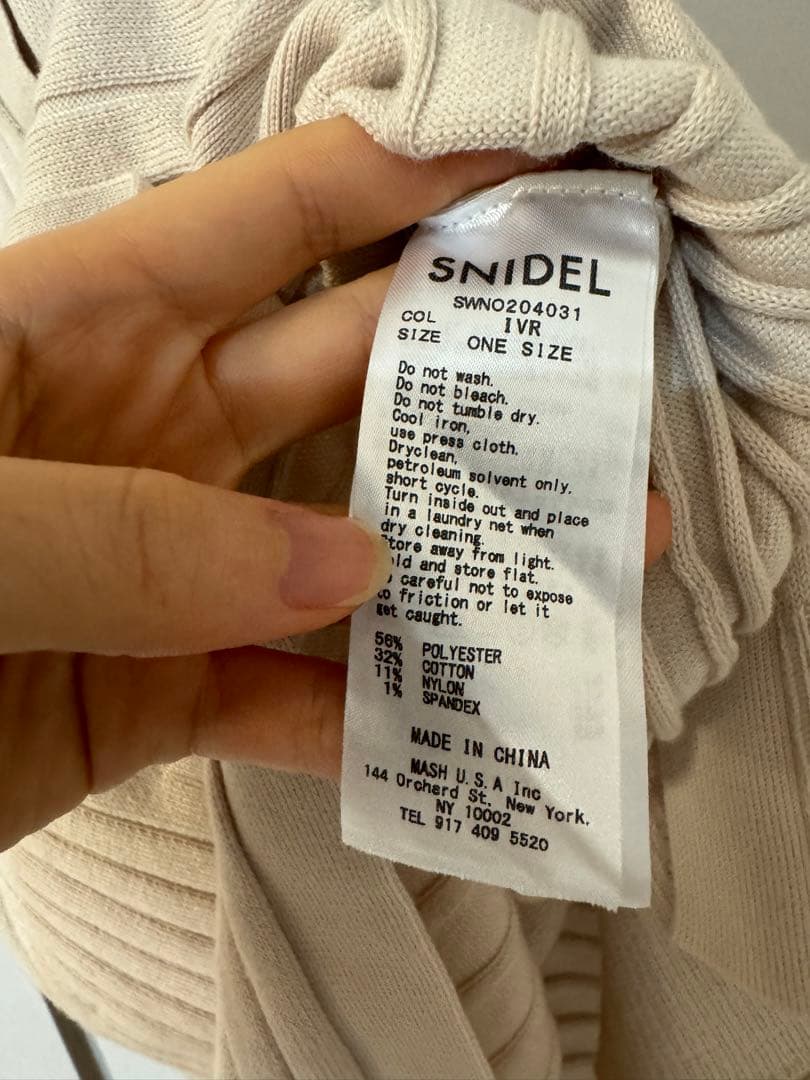 SNIDEL
SWNO204031
COL IVR
SIZE ONE SIZE
Do not wash.
Do not bleach.
Do not tumble dry.
Cool iron,
use press cloth.
Dryclean,
petroleum solvent only.
short cycle.
Turn inside out and place
in a laundry net when
dry cleaning.
tore away from light.
ld and store flat.
careful not to expose
to friction or let it
get caught.
56% POLYESTER
32% COTTON
11% NYLON
1% SPANDEX
MADE IN CHINA
MASH U.S.A Inc
144 Orchard St, New York,
NY 10002
TEL 917 409 5520